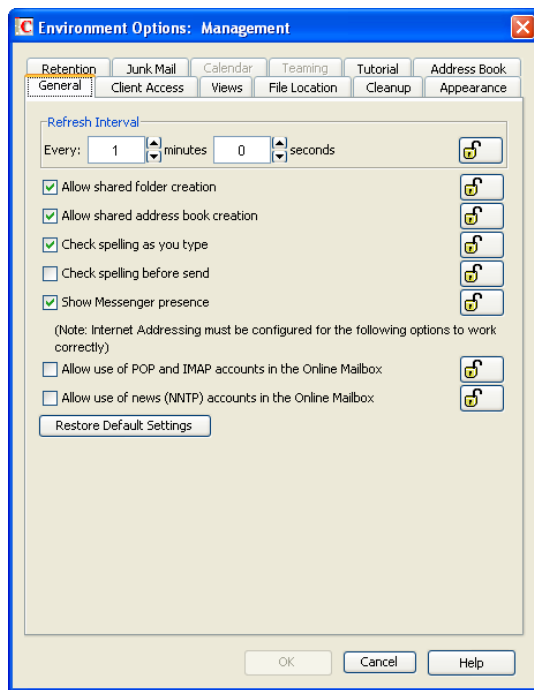 Environment Options: Management
Retention Junk Mail Calendar Teaming Tutorial Address Book
General Client Access Views File Location Cleanup Appearance
Refresh Interval
Every: 1 minutes 0 seconds
Allow shared folder creation
Allow shared address book creation
Check spelling as you type
Check spelling before send
Show Messenger presence
(Note: Internet Addressing must be configured for the following options to work
correctly)
Allow use of POP and IMAP accounts in the Online Mailbox
Allow use of news (NNTP) accounts in the Online Mailbox
Restore Default Settings
OK Cancel Help